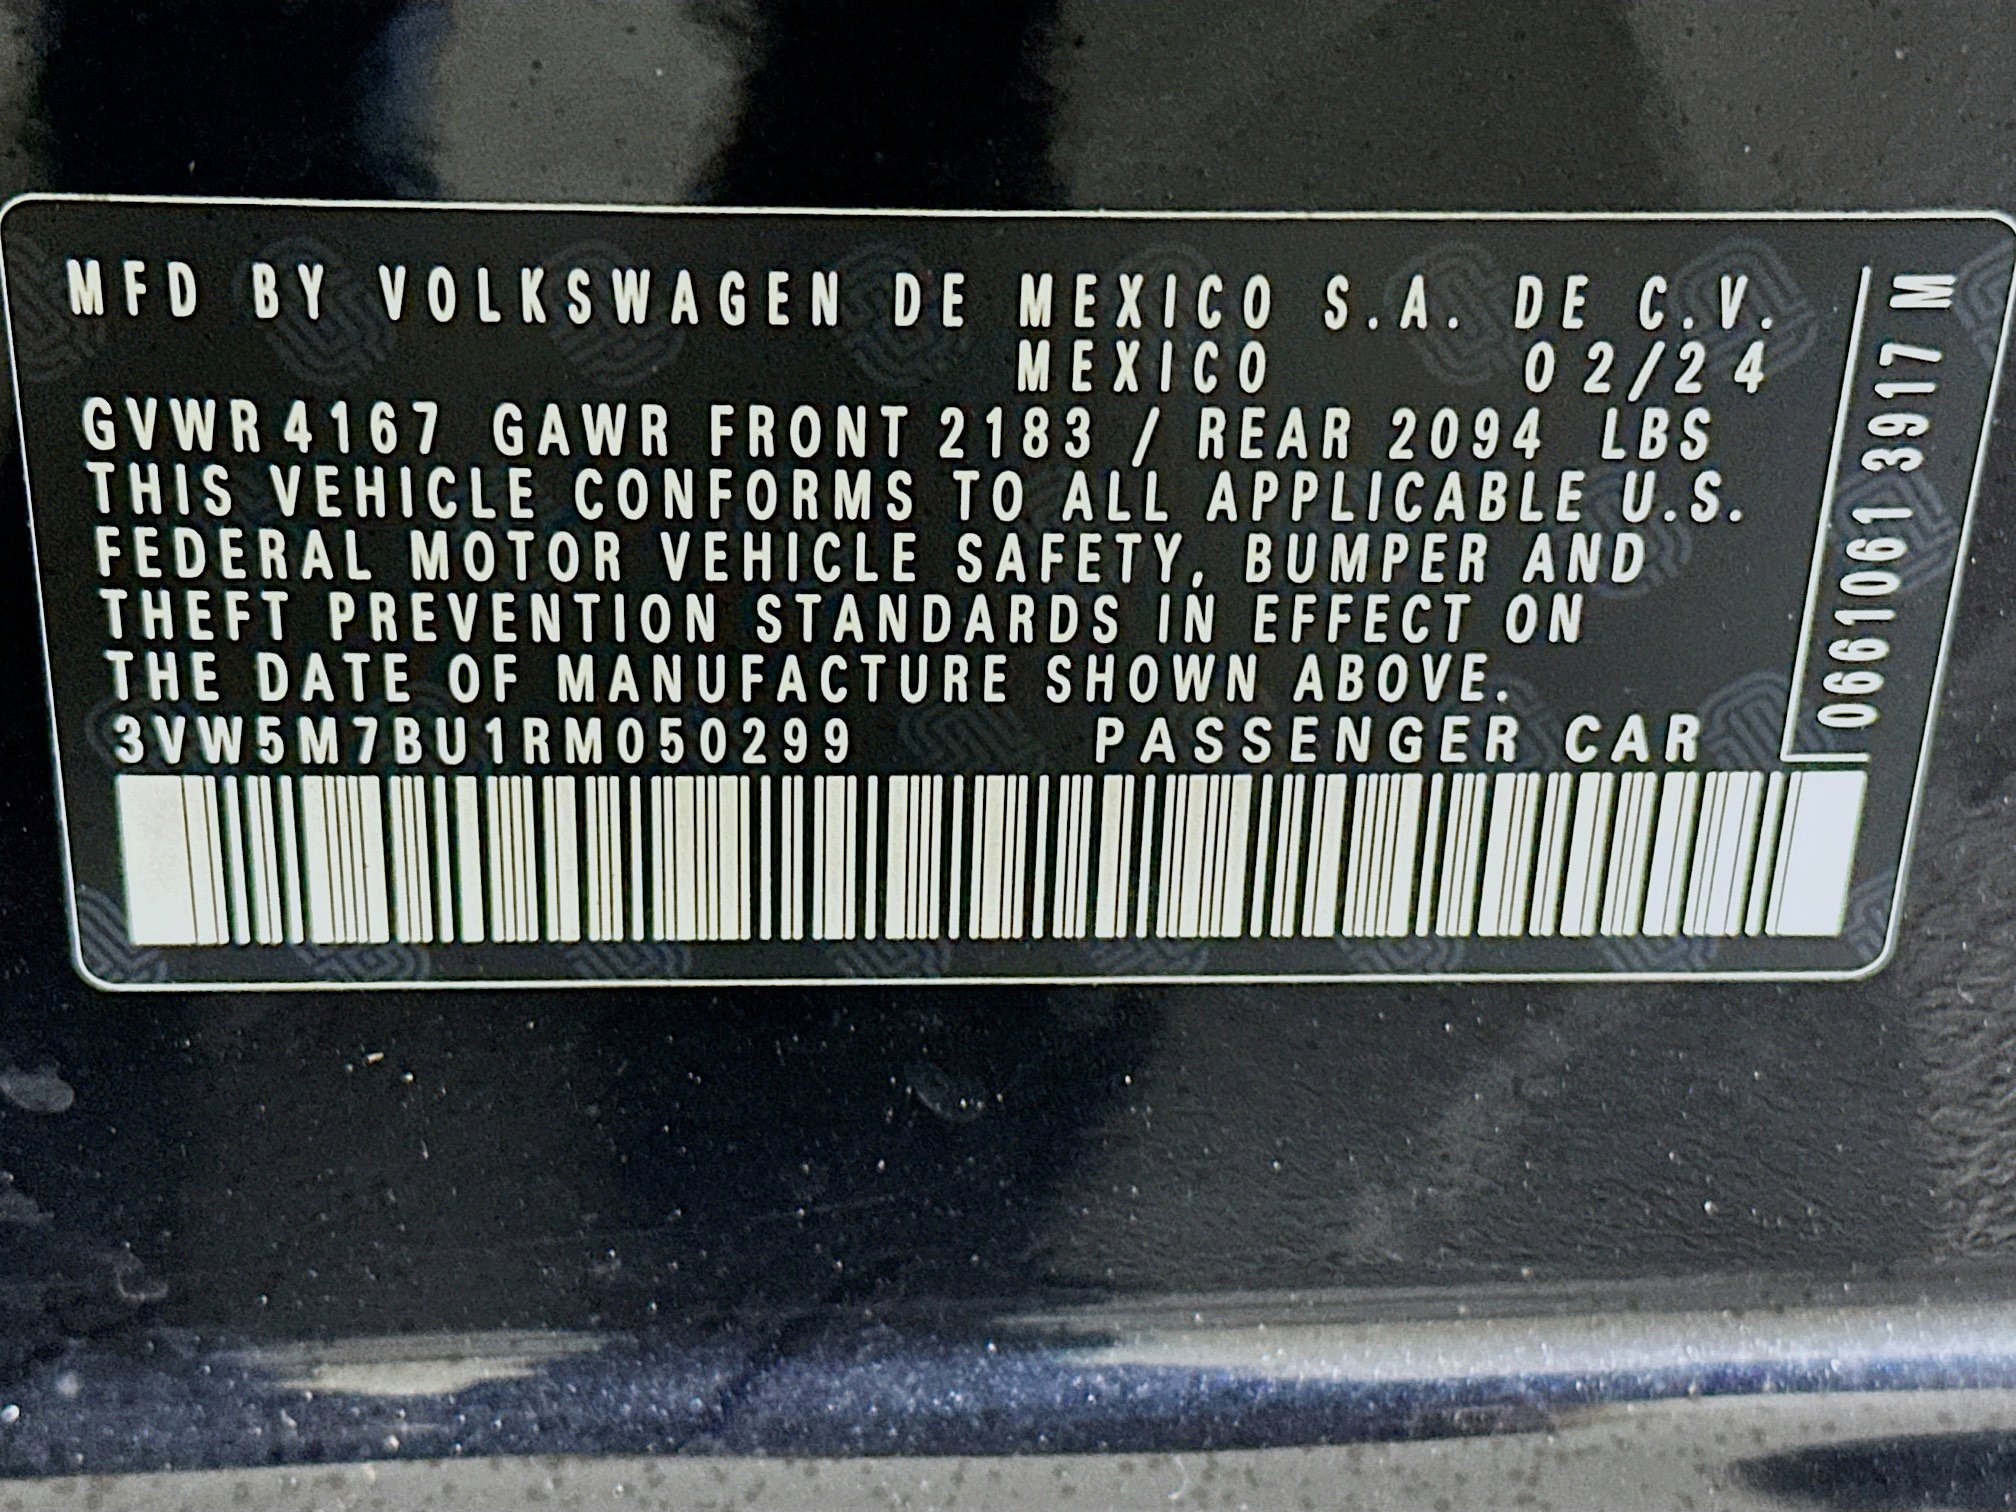 MFD BY VOLKSWAGEN DE MEXICO S.A. DE C.V.
MEXICO 02/24
GVWR 4167 GAWR FRONT 2183 / REAR 2094 LBS
THIS VEHICLE CONFORMS TO ALL APPLICABLE U.S.
FEDERAL MOTOR VEHICLE SAFETY, BUMPER AND
THEFT PREVENTION STANDARDS IN EFFECT ON
THE DATE OF MANUFACTURE SHOWN ABOVE.
3VW5M7BU1RM050299 PASSENGER CAR
0661061 3917 M